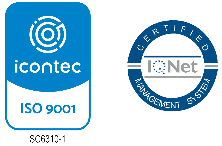 icontec
ISO 9001
SC6310-1
CERTIFIED
IQNet
MANAGEMENT SYSTEM